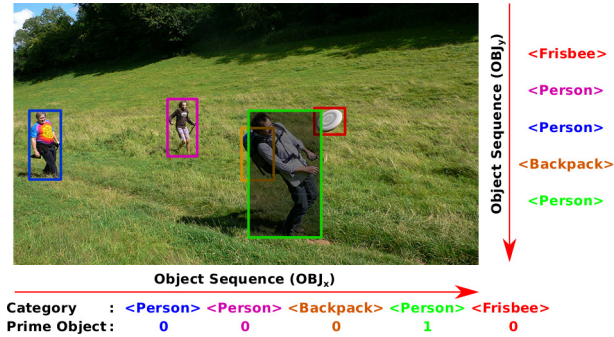 <Frisbee>
<Person>
<Person>
<Backpack>
<Person>
Object Sequence (OBJy)
Object Sequence (OBJx)
Category : <Person> <Person> <Backpack> <Person> <Frisbee>
Prime Object : 0 0 0 1 0